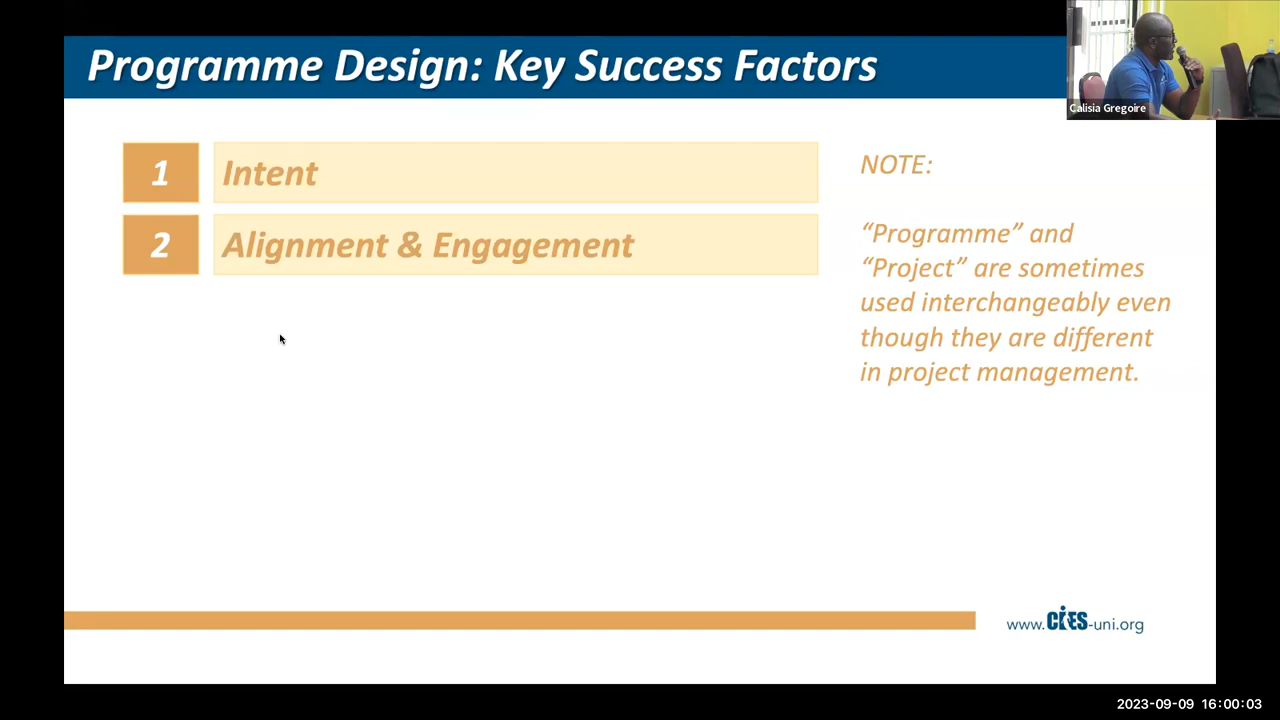 Programme Design: Key Success Factors
Calisia Gregoire
1 Intent
2 Alignment & Engagement
NOTE:
“Programme” and
“Project” are sometimes
used interchangeably even
though they are different
in project management.
www.CIES-uni.org
2023-09-09 16:00:03